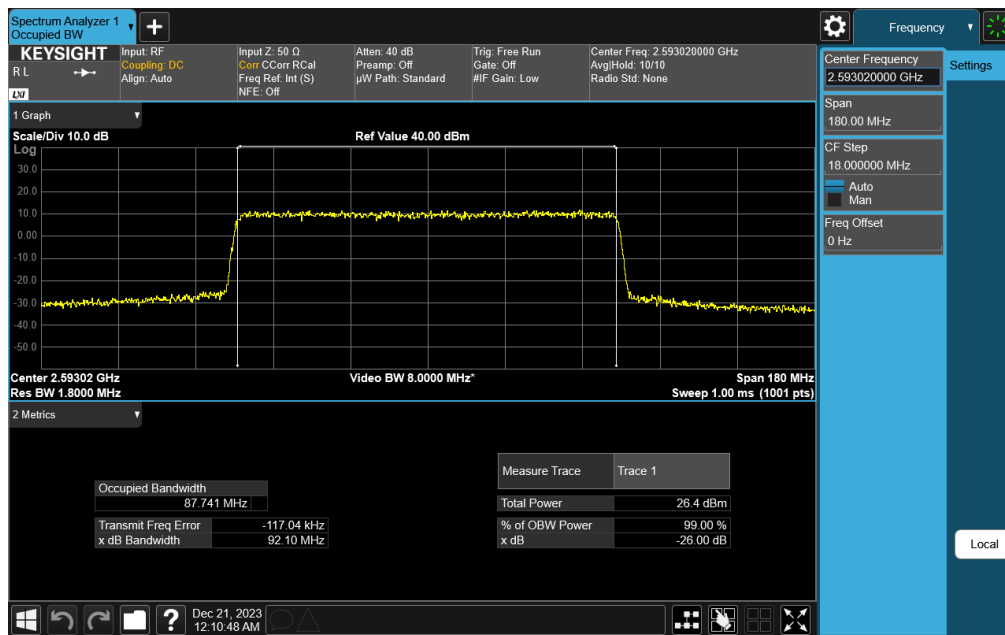 Spectrum Analyzer 1
Occupied BW
Frequency
KEYSIGHT
R L
LXI
Input: RF
Coupling: DC
Align: Auto
Input Z: 50 Ω
Corr CCorr RCal
Freq Ref: Int (S)
NFE: Off
Atten: 40 dB
Preamp: Off
µW Path: Standard
Trig: Free Run
Gate: Off
#IF Gain: Low
Center Freq: 2.593020000 GHz
Avg|Hold: 10/10
Radio Std: None
Center Frequency
2.593020000 GHz
Settings
Span
180.00 MHz
CF Step
18.000000 MHz
Auto
Man
Freq Offset
0 Hz
1 Graph
Scale/Div 10.0 dB
Ref Value 40.00 dBm
Log
30.0
20.0
10.0
0.00
-10.0
-20.0
-30.0
-40.0
-50.0
Center 2.59302 GHz
Video BW 8.0000 MHz*
Span 180 MHz
Res BW 1.8000 MHz
Sweep 1.00 ms (1001 pts)
2 Metrics
Occupied Bandwidth
87.741 MHz
Transmit Freq Error -117.04 kHz
x dB Bandwidth 92.10 MHz
Measure Trace Trace 1
Total Power 26.4 dBm
% of OBW Power 99.00 %
x dB -26.00 dB
Local
?
Dec 21, 2023
12:10:48 AM